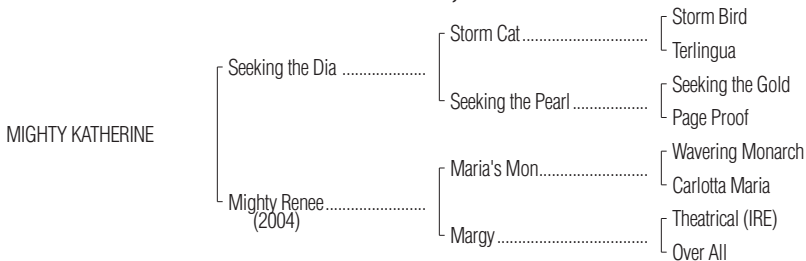 Storm Bird
Storm Cat......................................
Terlingua
Seeking the Dia ....................
Seeking the Gold
Seeking the Pearl......................
Page Proof
MIGHTY KATHERINE
Wavering Monarch
Maria's Mon................................
Carlotta Maria
Mighty Renee..........................
(2004)
Theatrical (IRE)
Margy............................................
Over All